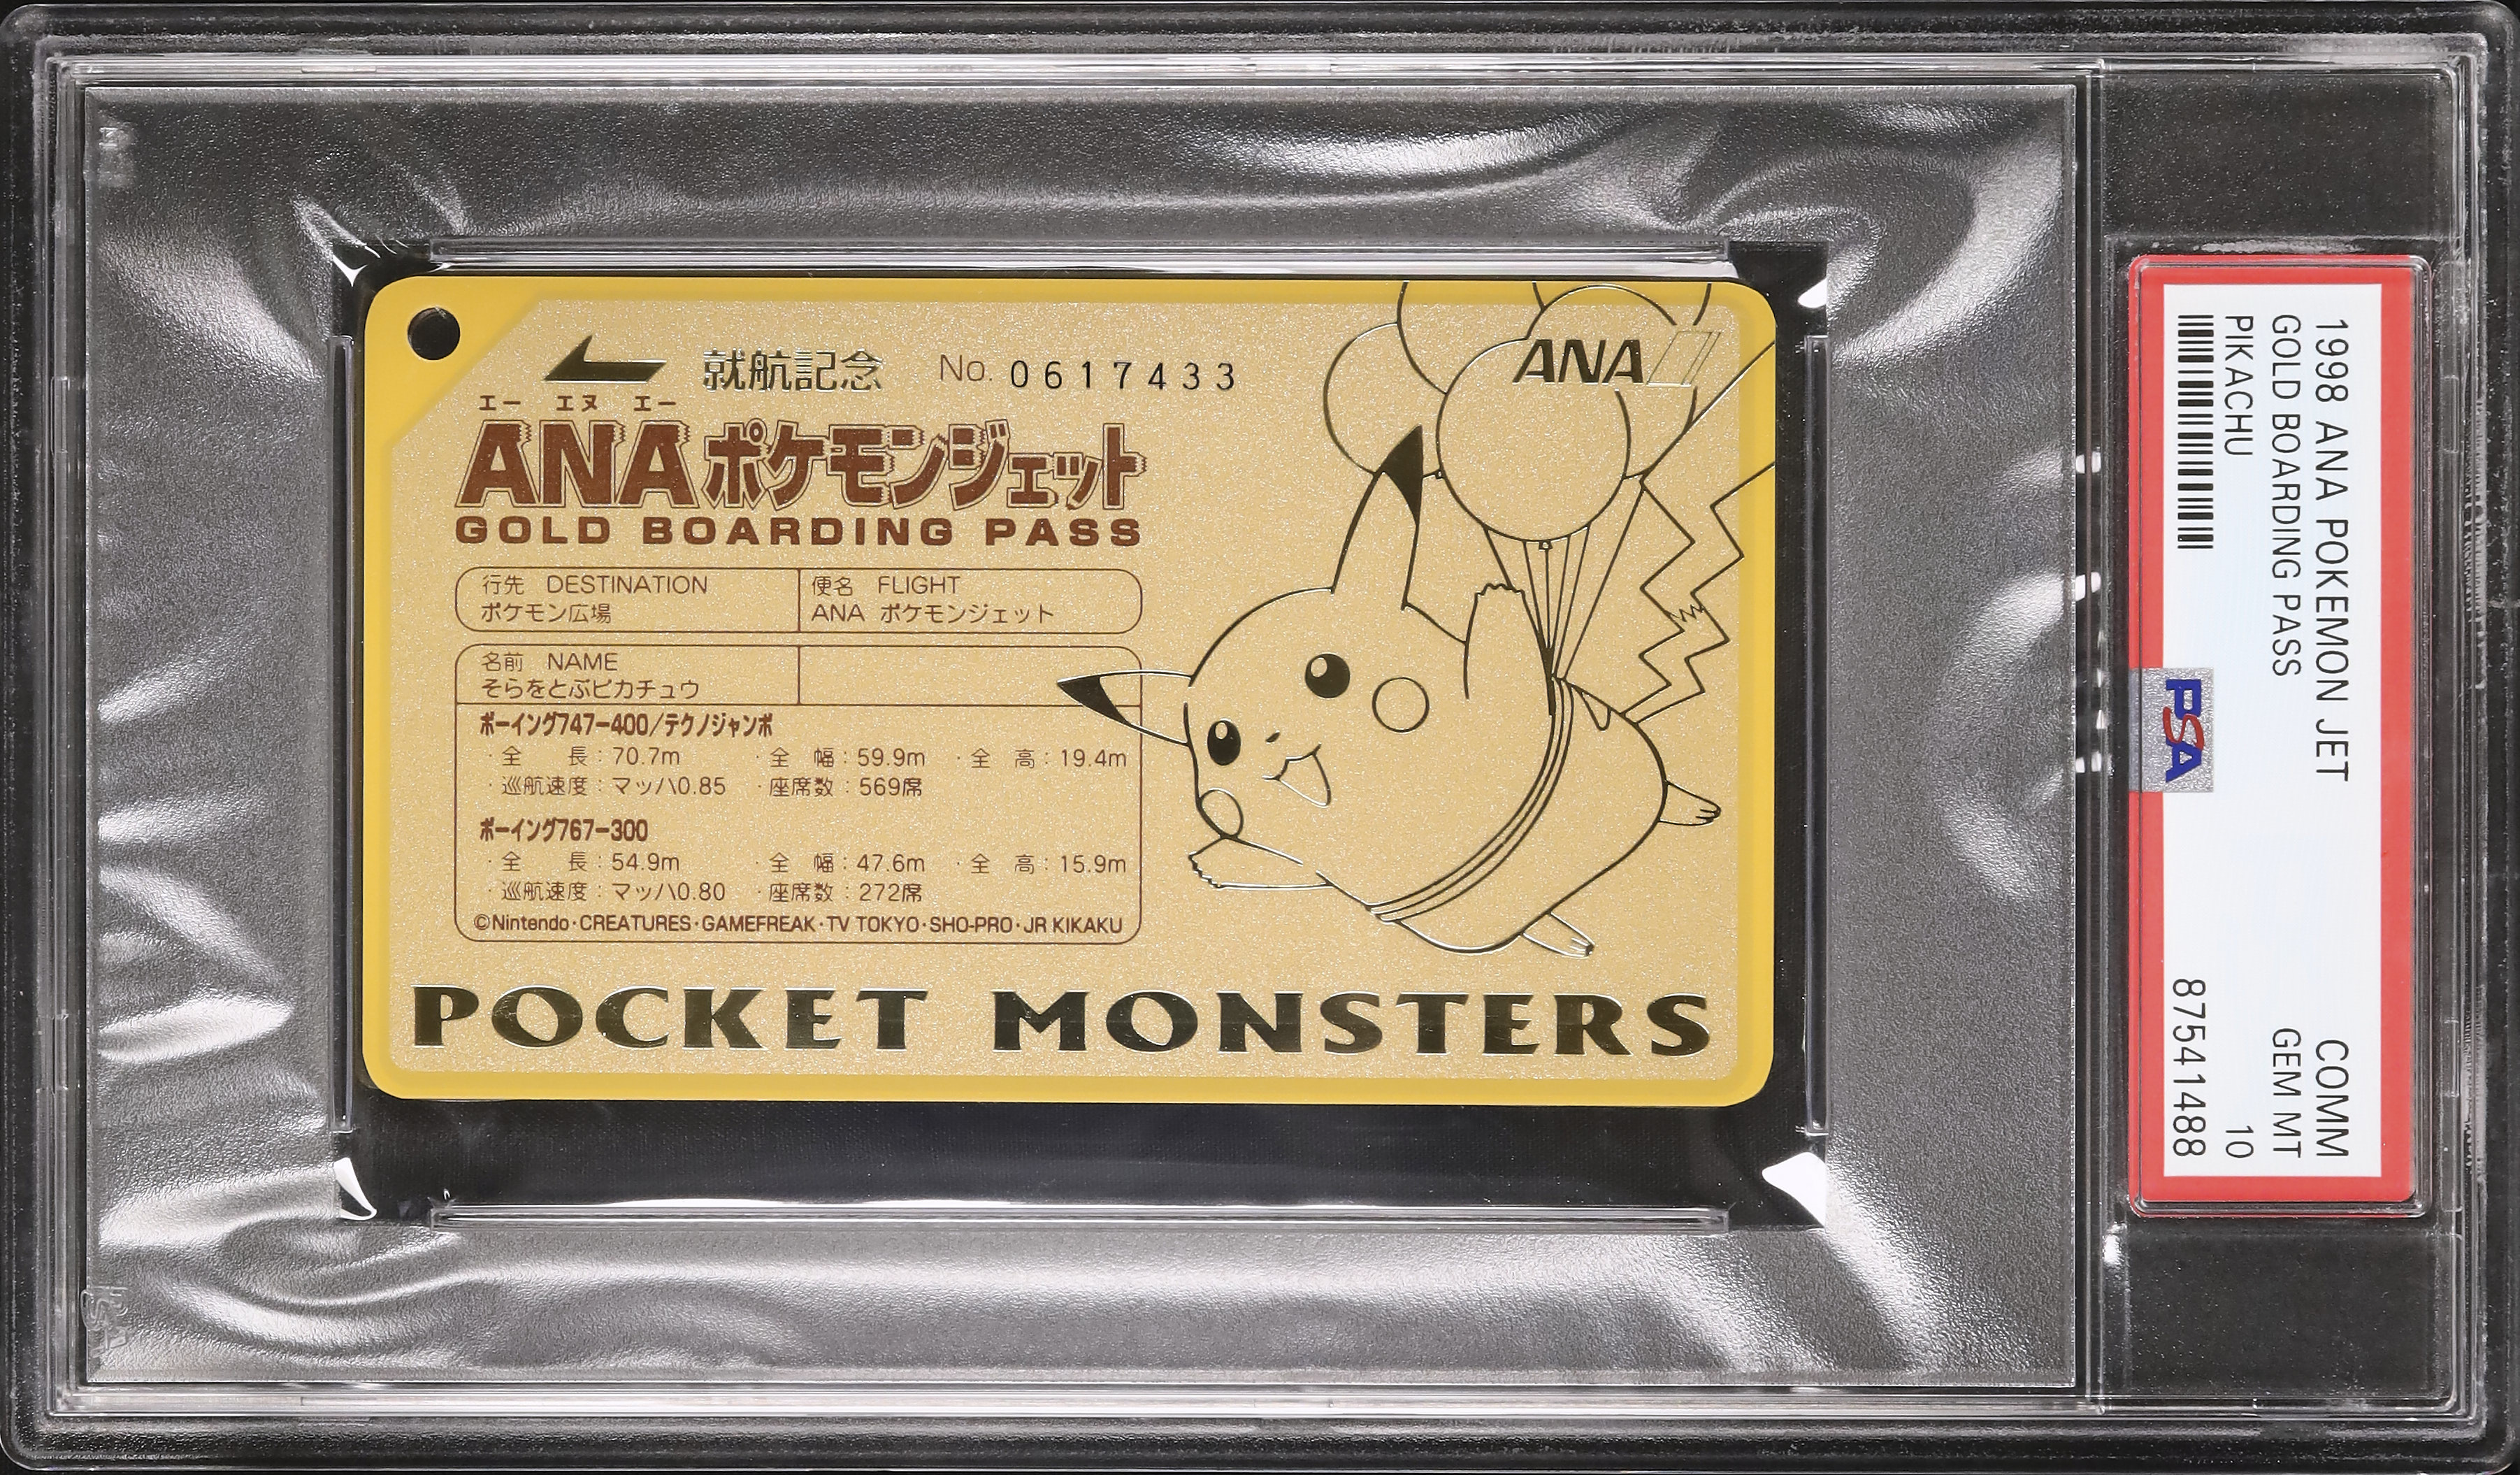 就航記念 No. 0617433
ANA
エー エヌ エー
ANAポケモンジェット
GOLD BOARDING PASS
行先 DESTINATION
ポケモン広場
便名 FLIGHT
ANA ポケモンジェット
名前 NAME
そらをとぶピカチュウ
ボーイング747-400/テクノジャンボ
・全 長：70.7m ・全 幅：59.9m ・全 高：19.4m
・巡航速度：マッハ0.85 ・座席数：569席
ボーイング767-300
・全 長：54.9m ・全 幅：47.6m ・全 高：15.9m
・巡航速度：マッハ0.80 ・座席数：272席
©Nintendo・CREATURES・GAMEFREAK・TV TOKYO・SHO-PRO・JR KIKAKU
POCKET MONSTERS
1998 ANA POKEMON JET COMM
GOLD BOARDING PASS GEM MT
PIKACHU 10
87541488
PSA